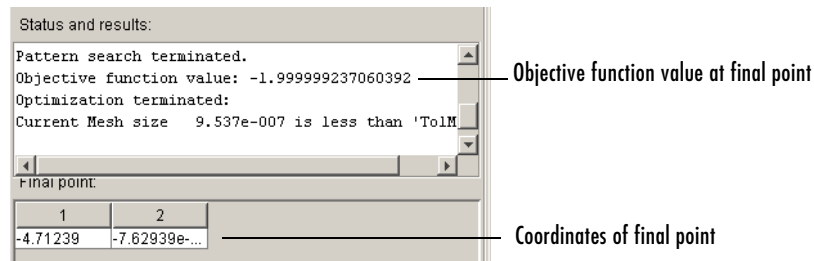 Status and results:
Pattern search terminated.
Objective function value: -1.999999237060392
Objective function value at final point
Optimization terminated:
Current Mesh size 9.537e-007 is less than 'TolM
Final point:
1 2
-4.71239 -7.62939e-...
Coordinates of final point